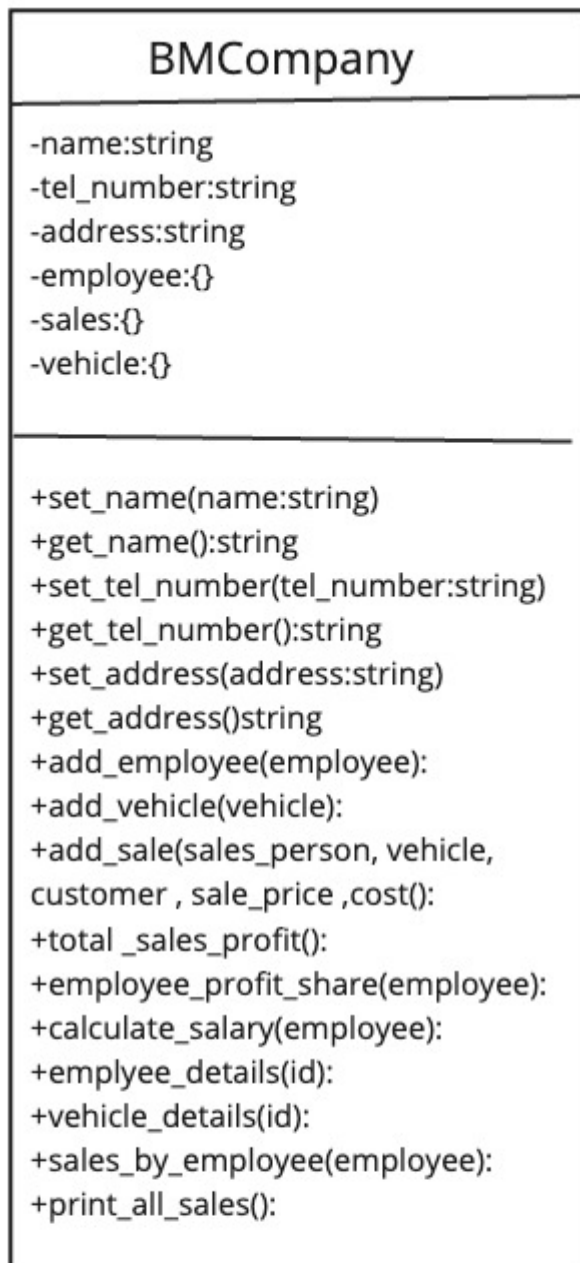 BMCompany
-name:string
-tel_number:string
-address:string
-employee:{}
-sales:{}
-vehicle:{}
+set_name(name:string)
+get_name():string
+set_tel_number(tel_number:string)
+get_tel_number():string
+set_address(address:string)
+get_address()string
+add_employee(employee):
+add_vehicle(vehicle):
+add_sale(sales_person, vehicle,
customer , sale_price ,cost():
+total _sales_profit():
+employee_profit_share(employee):
+calculate_salary(employee):
+emplyee_details(id):
+vehicle_details(id):
+sales_by_employee(employee):
+print_all_sales():